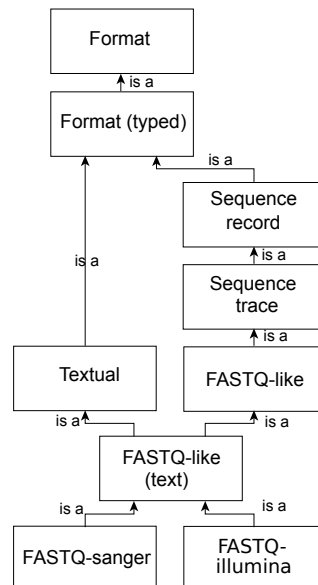 Format
is a
Format (typed)
is a
Sequence
record
is a
is a
Sequence
trace
is a
Textual
FASTQ-like
is a
is a
FASTQ-like
(text)
is a
is a
FASTQ-sanger
FASTQ-
illumina